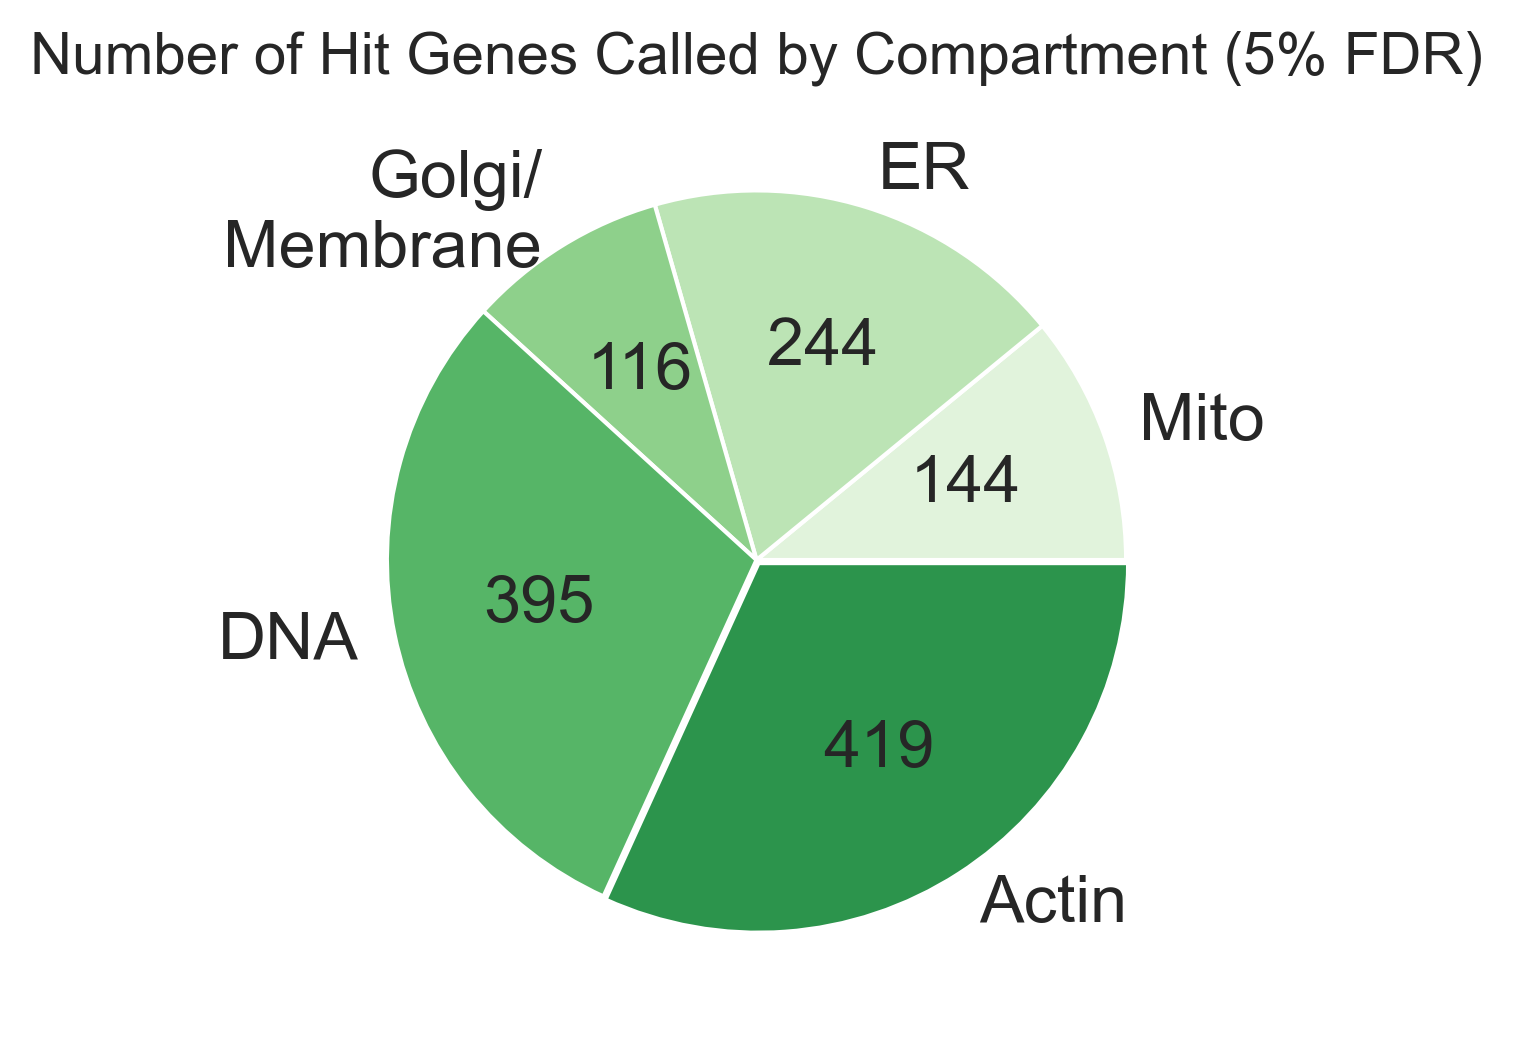 Number of Hit Genes Called by Compartment (5% FDR)
Golgi/
Membrane
ER
116
244
Mito
144
395
DNA
419
Actin